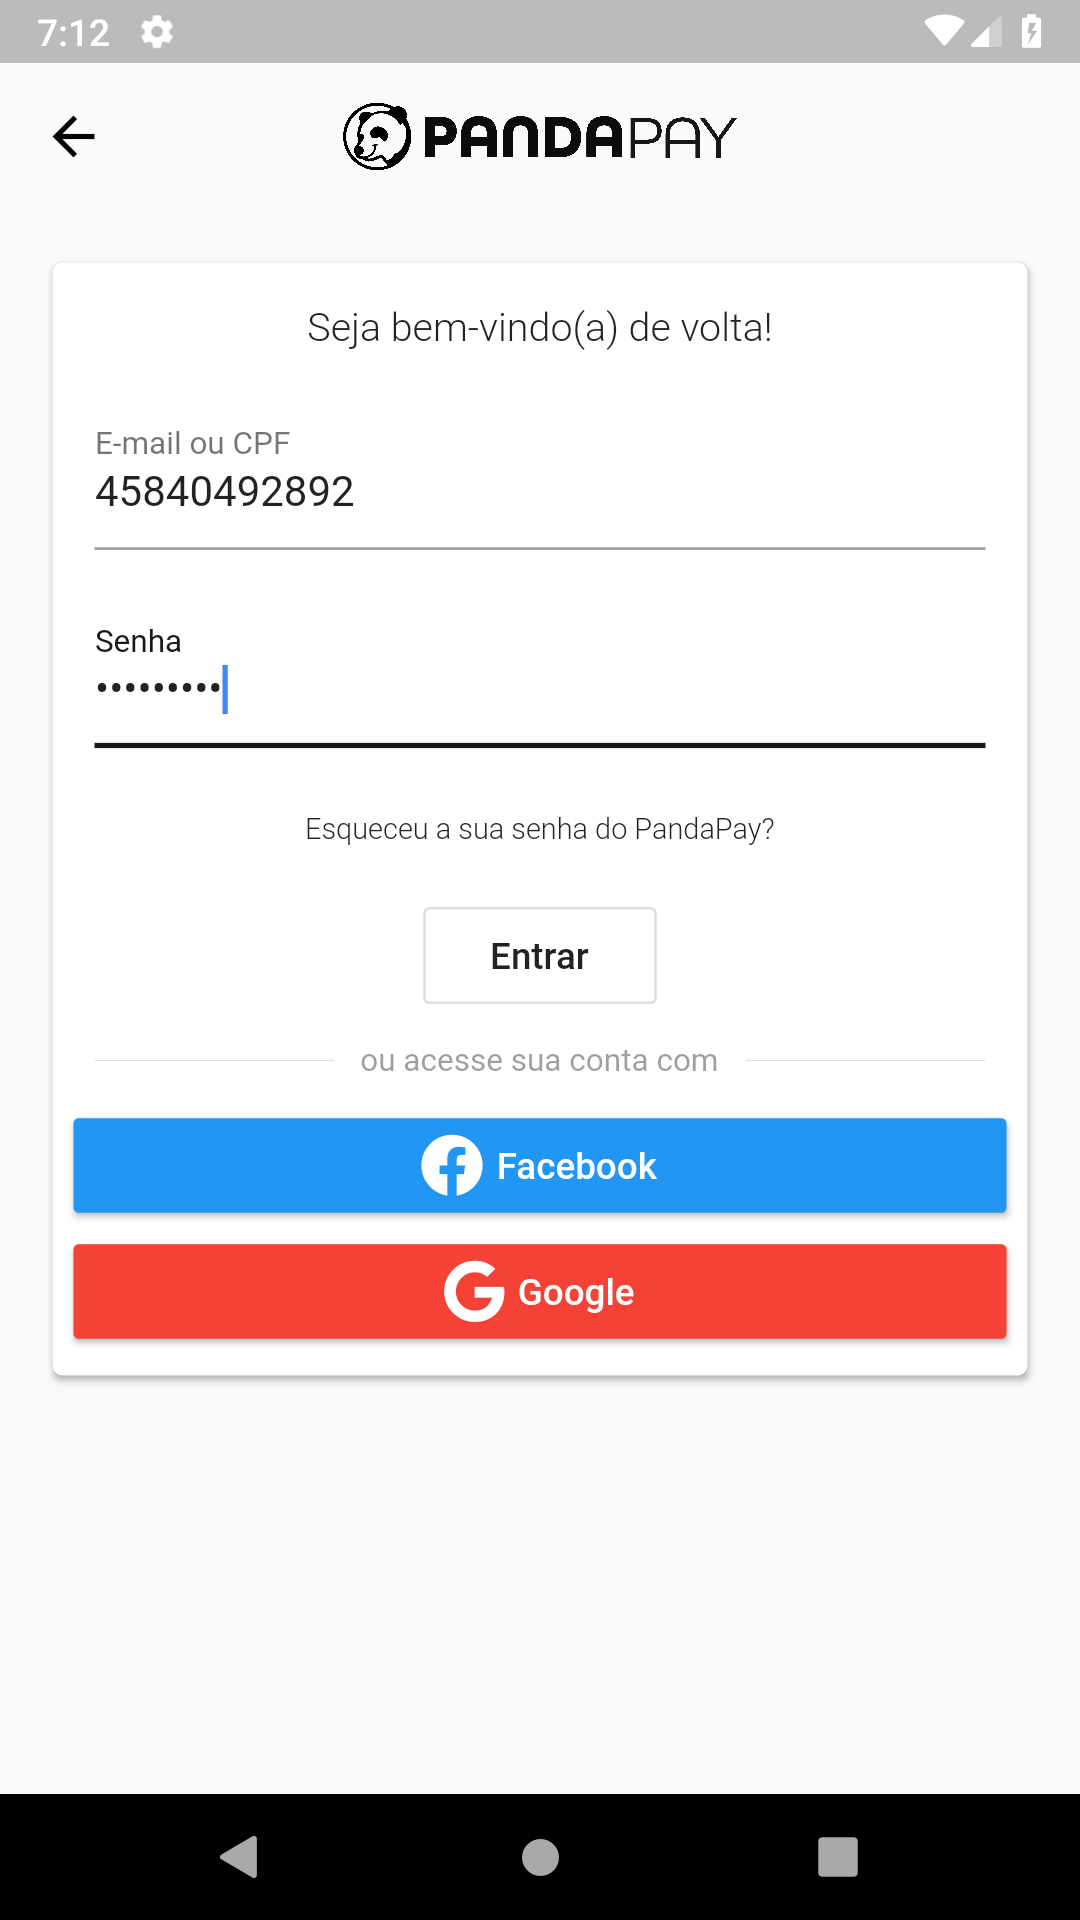 7:12
PANDAPAY
Seja bem-vindo(a) de volta!
E-mail ou CPF
45840492892
Senha
•••••••••
Esqueceu a sua senha do PandaPay?
Entrar
ou acesse sua conta com
Facebook
Google